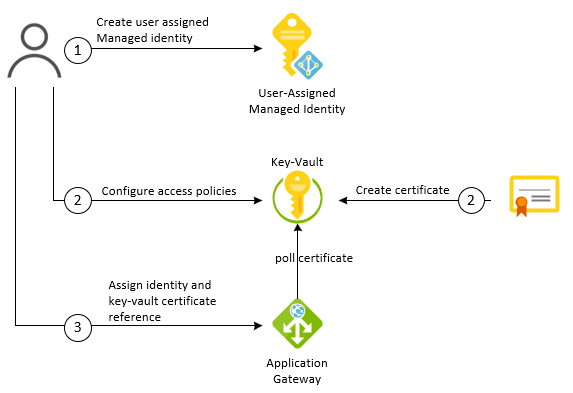 Create user assigned
Managed identity
1
User-Assigned
Managed Identity
Key-Vault
2
Configure access policies
Create certificate
2
poll certificate
Assign identity and
key-vault certificate
reference
3
Application
Gateway